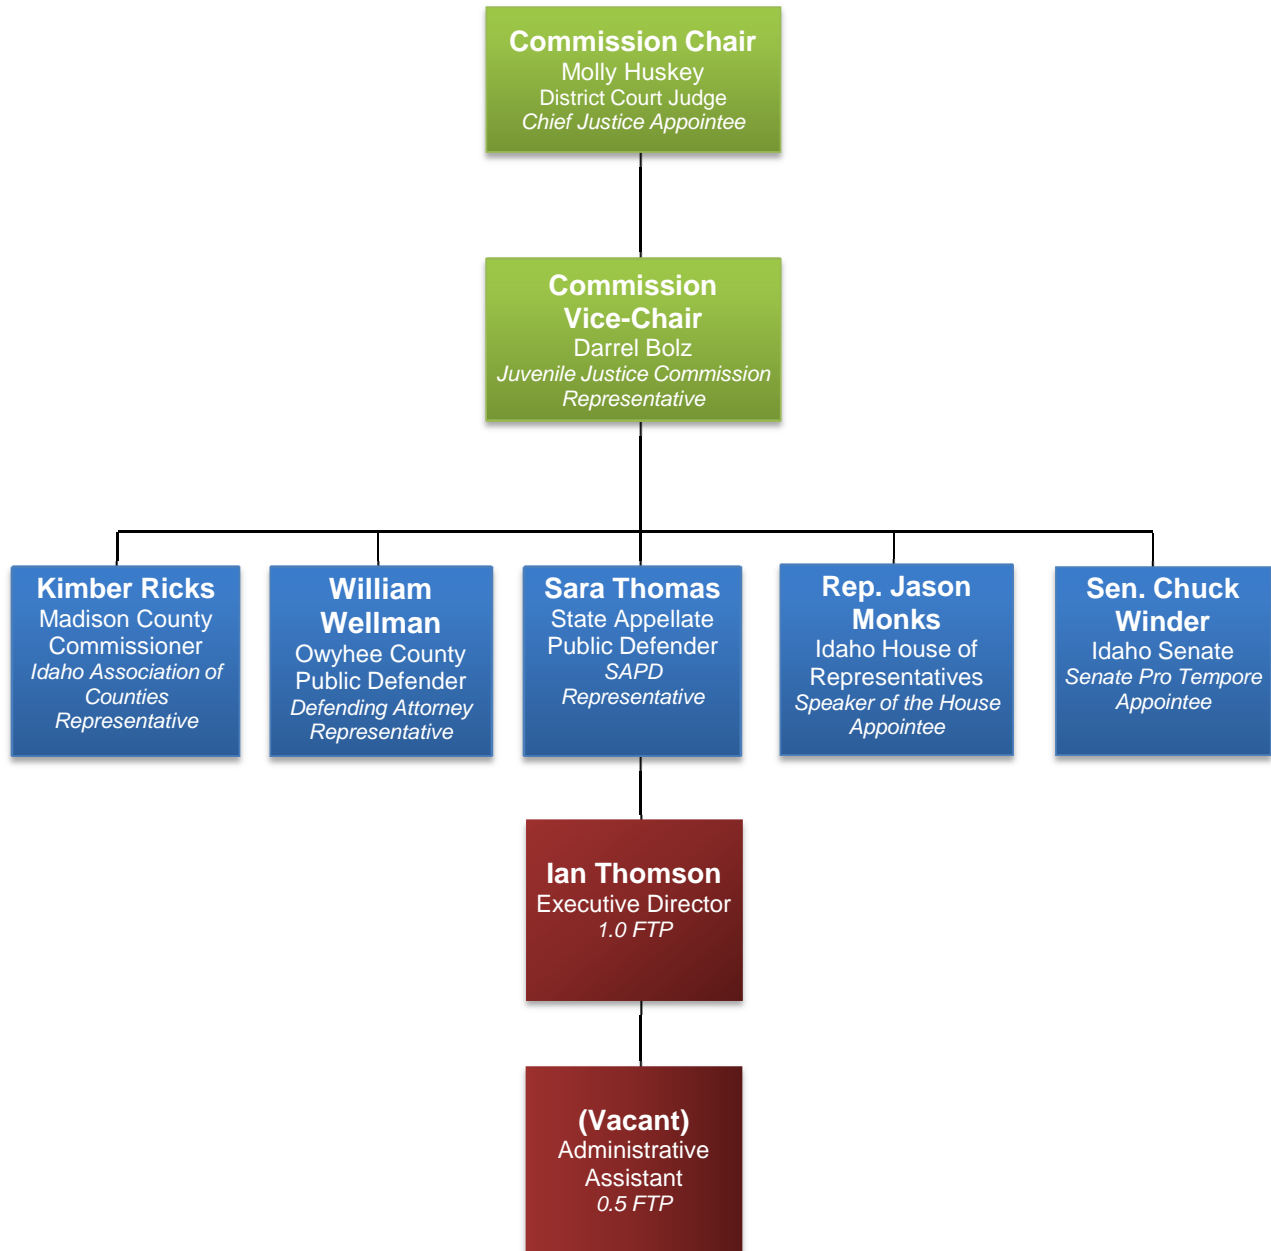 Commission Chair
Molly Huskey
District Court Judge
Chief Justice Appointee
Commission
Vice-Chair
Darrel Bolz
Juvenile Justice Commission
Representative
Kimber Ricks
Madison County
Commissioner
Idaho Association of
Counties
Representative
William
Wellman
Owyhee County
Public Defender
Defending Attorney
Representative
Sara Thomas
State Appellate
Public Defender
SAPD
Representative
Rep. Jason
Monks
Idaho House of
Representatives
Speaker of the House
Appointee
Sen. Chuck
Winder
Idaho Senate
Senate Pro Tempore
Appointee
Ian Thomson
Executive Director
1.0 FTP
(Vacant)
Administrative
Assistant
0.5 FTP